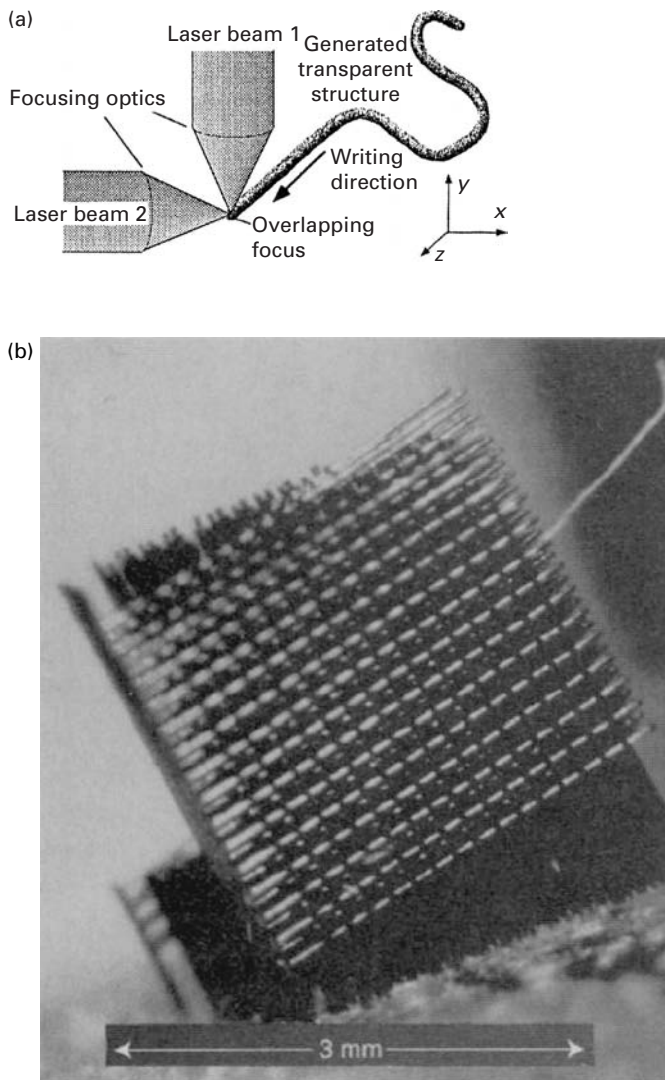 (a)
Laser beam 1
Generated
transparent
structure
Focusing optics
Writing
direction
Laser beam 2
Overlapping
focus
y
x
z
(b)
3 mm